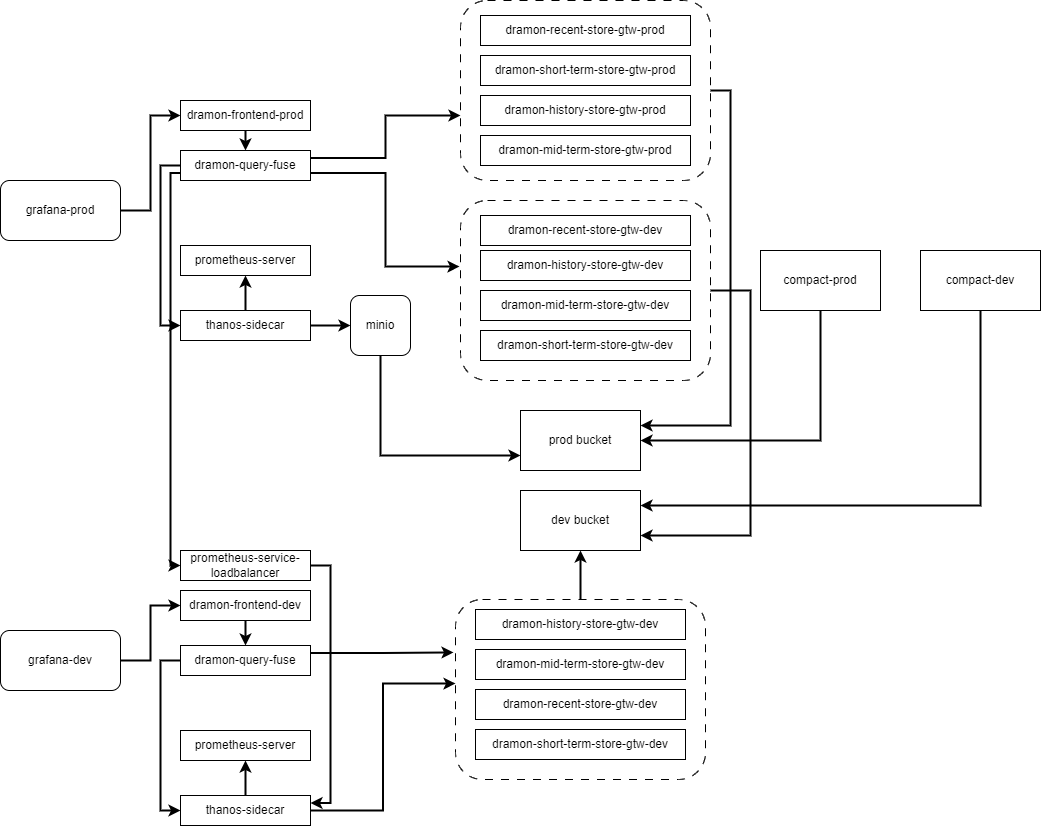 dramon-recent-store-gtw-prod
dramon-short-term-store-gtw-prod
dramon-history-store-gtw-prod
dramon-mid-term-store-gtw-prod
dramon-frontend-prod
dramon-query-fuse
grafana-prod
dramon-recent-store-gtw-dev
dramon-history-store-gtw-dev
dramon-mid-term-store-gtw-dev
dramon-short-term-store-gtw-dev
prometheus-server
thanos-sidecar
minio
compact-prod
compact-dev
prod bucket
dev bucket
prometheus-service-
loadbalancer
dramon-frontend-dev
dramon-query-fuse
grafana-dev
dramon-history-store-gtw-dev
dramon-mid-term-store-gtw-dev
dramon-recent-store-gtw-dev
dramon-short-term-store-gtw-dev
prometheus-server
thanos-sidecar